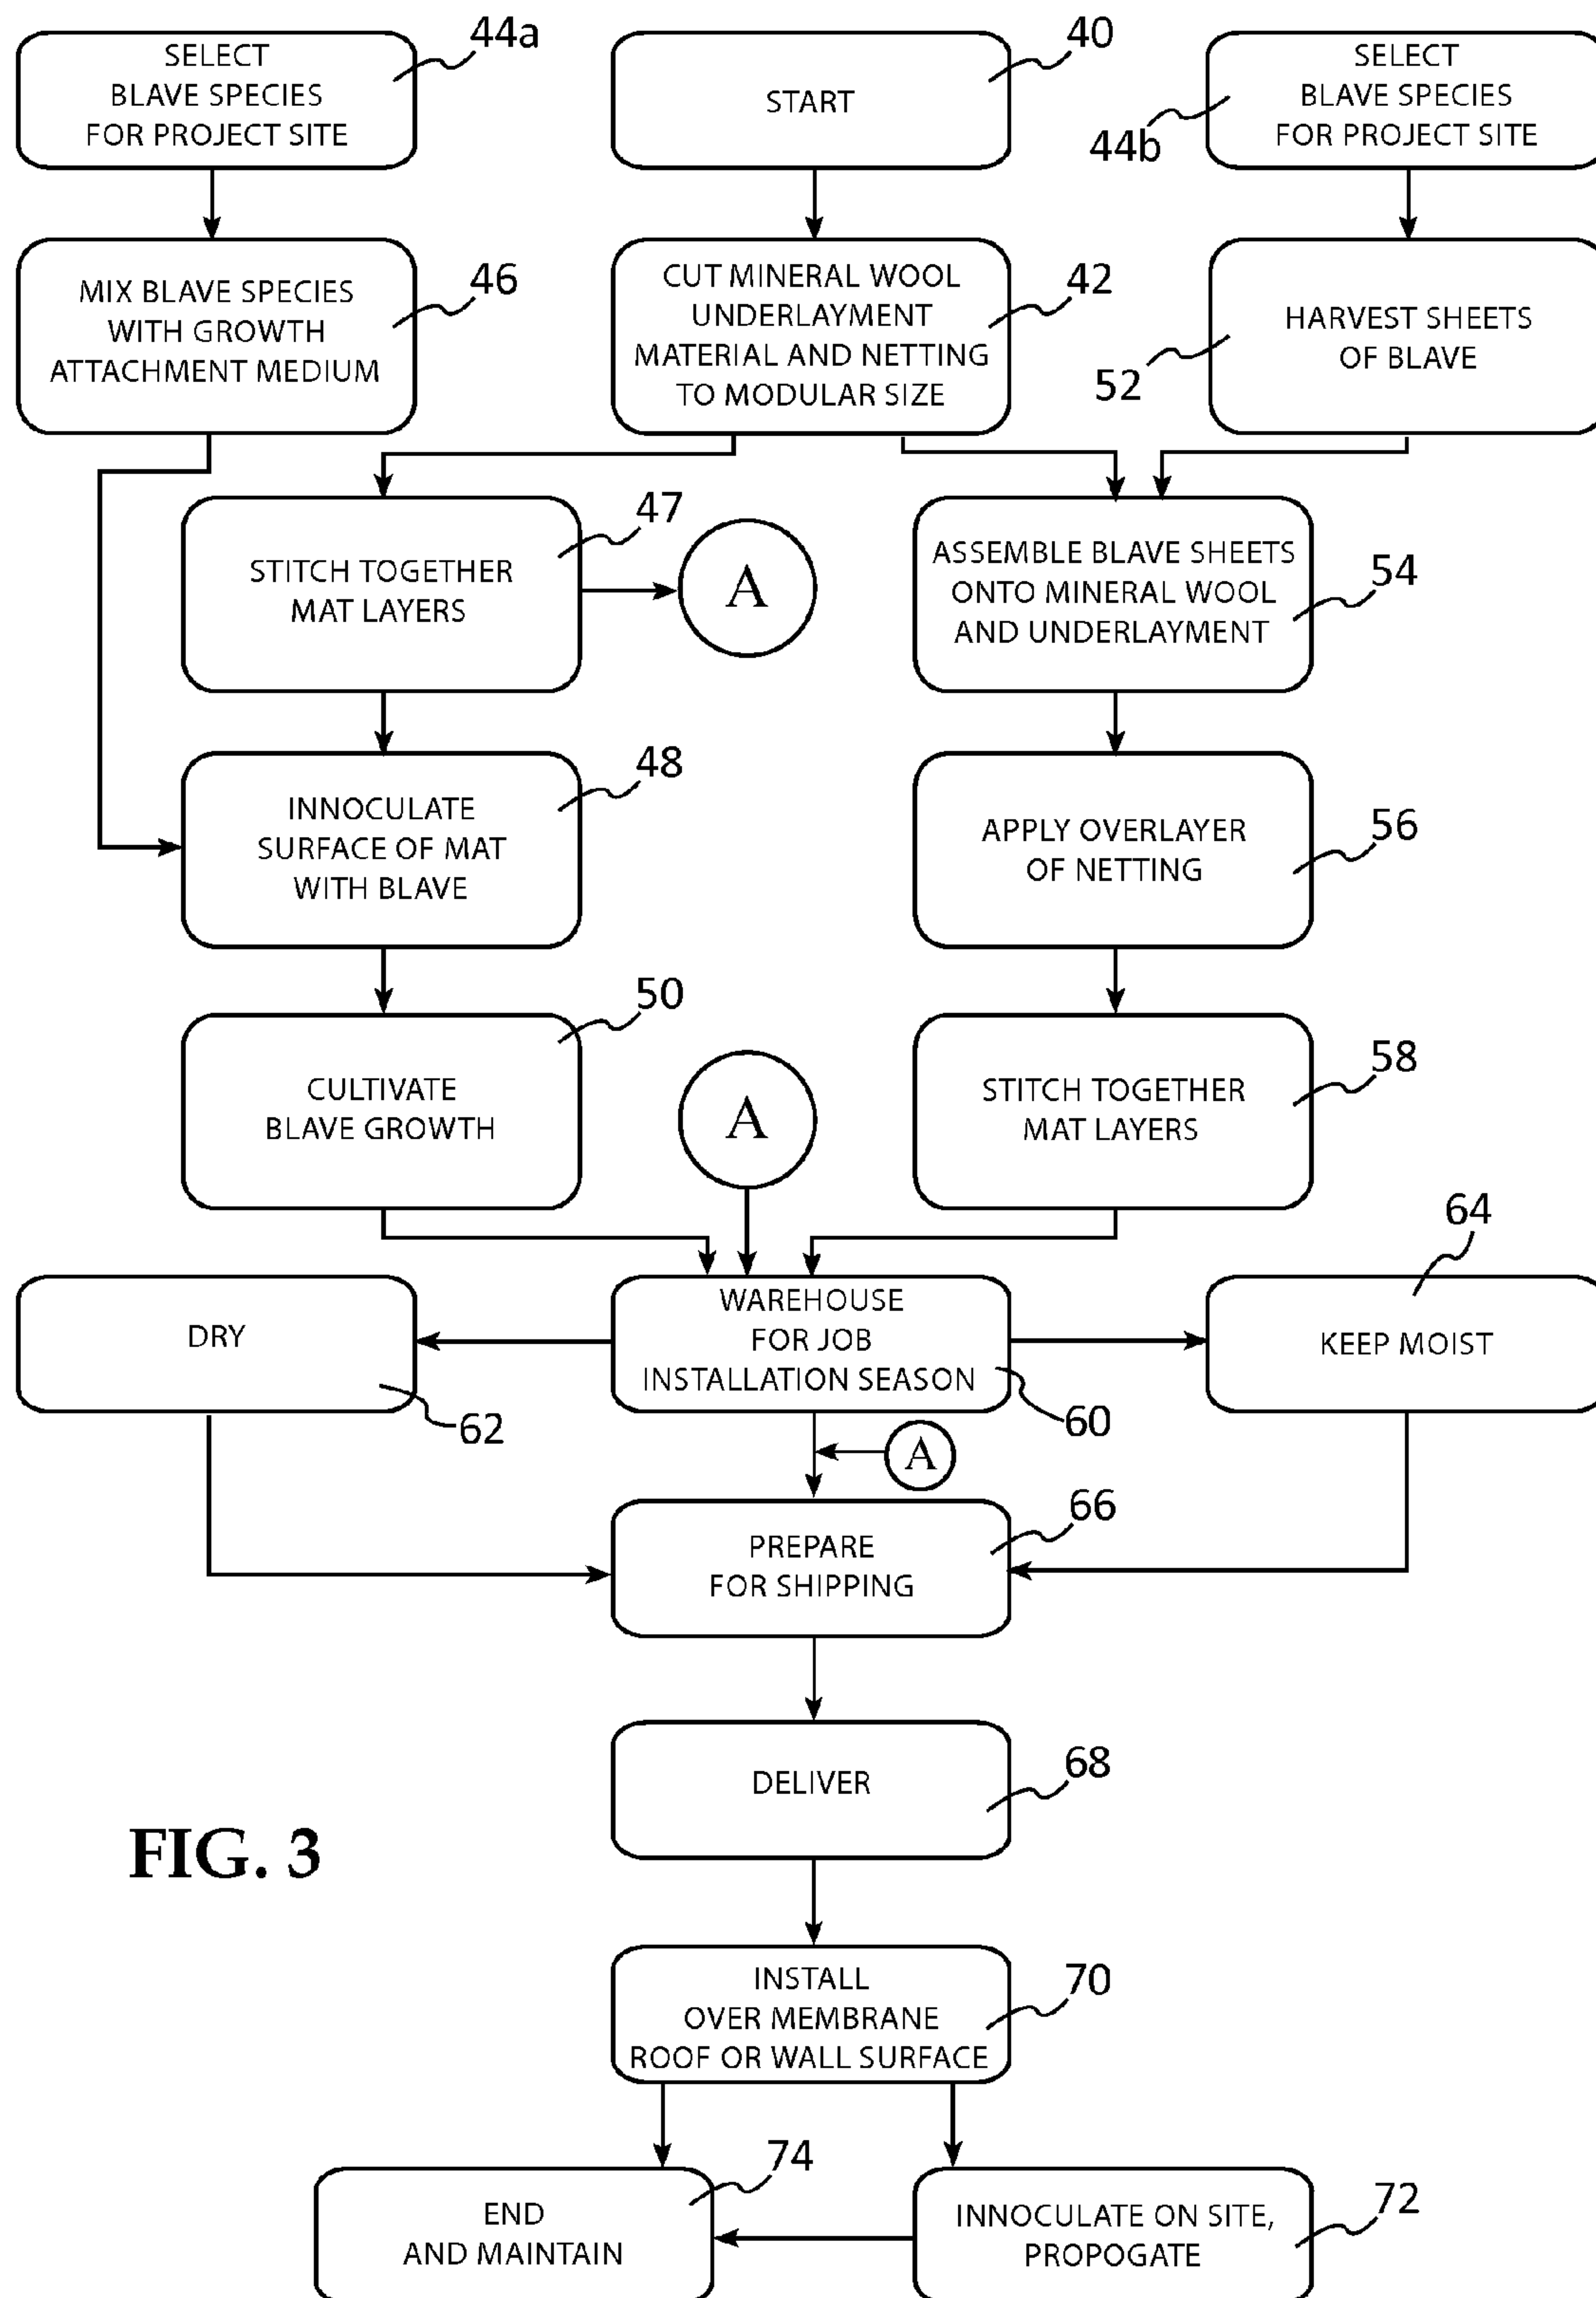 SELECT
BLAVE SPECIES
FOR PROJECT SITE
44a
START
40
SELECT
BLAVE SPECIES
FOR PROJECT SITE
44b
MIX BLAVE SPECIES
WITH GROWTH
ATTACHMENT MEDIUM
46
CUT MINERAL WOOL
UNDERLAYMENT
MATERIAL AND NETTING
TO MODULAR SIZE
42
HARVEST SHEETS
OF BLAVE
52
STITCH TOGETHER
MAT LAYERS
47
A
ASSEMBLE BLAVE SHEETS
ONTO MINERAL WOOL
AND UNDERLAYMENT
54
INNOCULATE
SURFACE OF MAT
WITH BLAVE
48
APPLY OVERLAYER
OF NETTING
56
CULTIVATE
BLAVE GROWTH
50
A
STITCH TOGETHER
MAT LAYERS
58
DRY
62
WAREHOUSE
FOR JOB
INSTALLATION SEASON
60
KEEP MOIST
64
A
PREPARE
FOR SHIPPING
66
DELIVER
68
FIG. 3
INSTALL
OVER MEMBRANE
ROOF OR WALL SURFACE
70
END
AND MAINTAIN
74
INNOCULATE ON SITE,
PROPOGATE
72